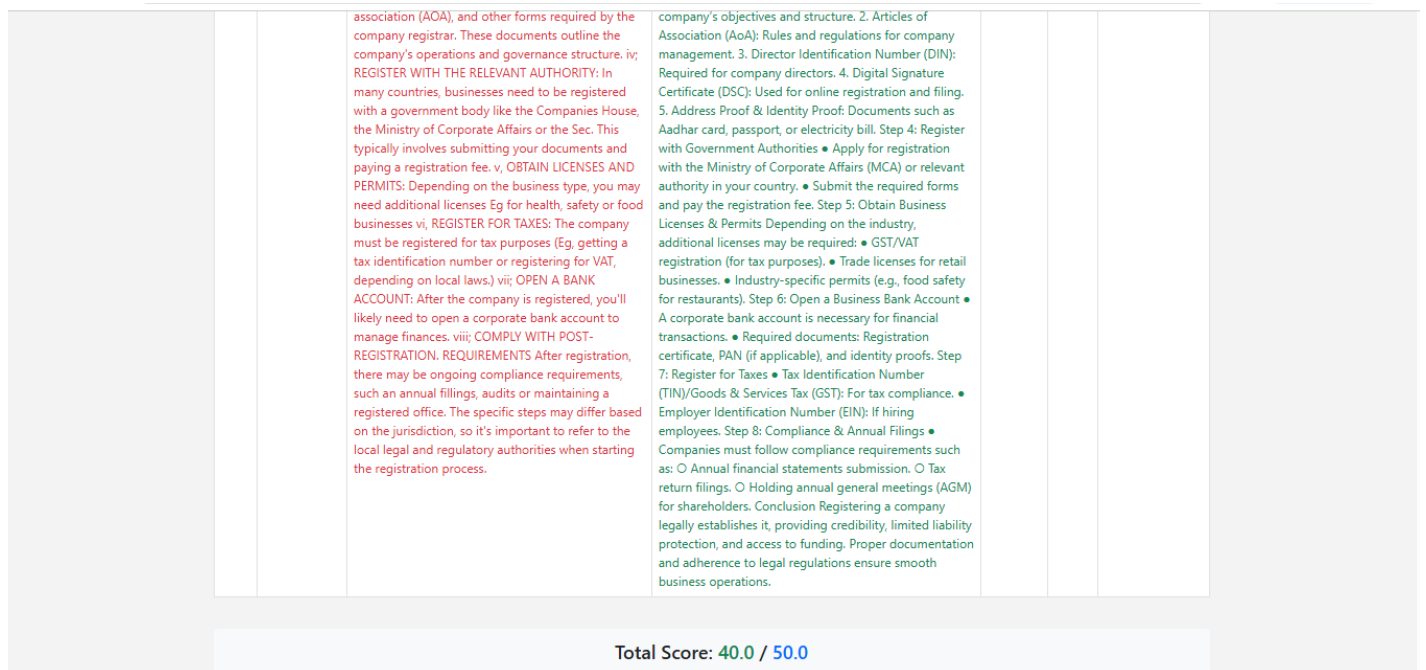 association (AOA), and other forms required by the
company registrar. These documents outline the
company's operations and governance structure. iv;
REGISTER WITH THE RELEVANT AUTHORITY: In
many countries, businesses need to be registered
with a government body like the Companies House,
the Ministry of Corporate Affairs or the Sec. This
typically involves submitting your documents and
paying a registration fee. v, OBTAIN LICENSES AND
PERMITS: Depending on the business type, you may
need additional licenses Eg for health, safety or food
businesses vi, REGISTER FOR TAXES: The company
must be registered for tax purposes (Eg, getting a
tax identification number or registering for VAT,
depending on local laws.) vii; OPEN A BANK
ACCOUNT: After the company is registered, you'll
likely need to open a corporate bank account to
manage finances. viii; COMPLY WITH POST-
REGISTRATION. REQUIREMENTS After registration,
there may be ongoing compliance requirements,
such an annual fillings, audits or maintaining a
registered office. The specific steps may differ based
on the jurisdiction, so it's important to refer to the
local legal and regulatory authorities when starting
the registration process.
company's objectives and structure. 2. Articles of
Association (AoA): Rules and regulations for company
management. 3. Director Identification Number (DIN):
Required for company directors. 4. Digital Signature
Certificate (DSC): Used for online registration and filing.
5. Address Proof & Identity Proof: Documents such as
Aadhar card, passport, or electricity bill. Step 4: Register
with Government Authorities ● Apply for registration
with the Ministry of Corporate Affairs (MCA) or relevant
authority in your country. ● Submit the required forms
and pay the registration fee. Step 5: Obtain Business
Licenses & Permits Depending on the industry,
additional licenses may be required: ● GST/VAT
registration (for tax purposes). ● Trade licenses for retail
businesses. ● Industry-specific permits (e.g., food safety
for restaurants). Step 6: Open a Business Bank Account ●
A corporate bank account is necessary for financial
transactions. ● Required documents: Registration
certificate, PAN (if applicable), and identity proofs. Step
7: Register for Taxes ● Tax Identification Number
(TIN)/Goods & Services Tax (GST): For tax compliance. ●
Employer Identification Number (EIN): If hiring
employees. Step 8: Compliance & Annual Filings ●
Companies must follow compliance requirements such
as: ○ Annual financial statements submission. ○ Tax
return filings. ○ Holding annual general meetings (AGM)
for shareholders. Conclusion Registering a company
legally establishes it, providing credibility, limited liability
protection, and access to funding. Proper documentation
and adherence to legal regulations ensure smooth
business operations.
Total Score: 40.0 / 50.0